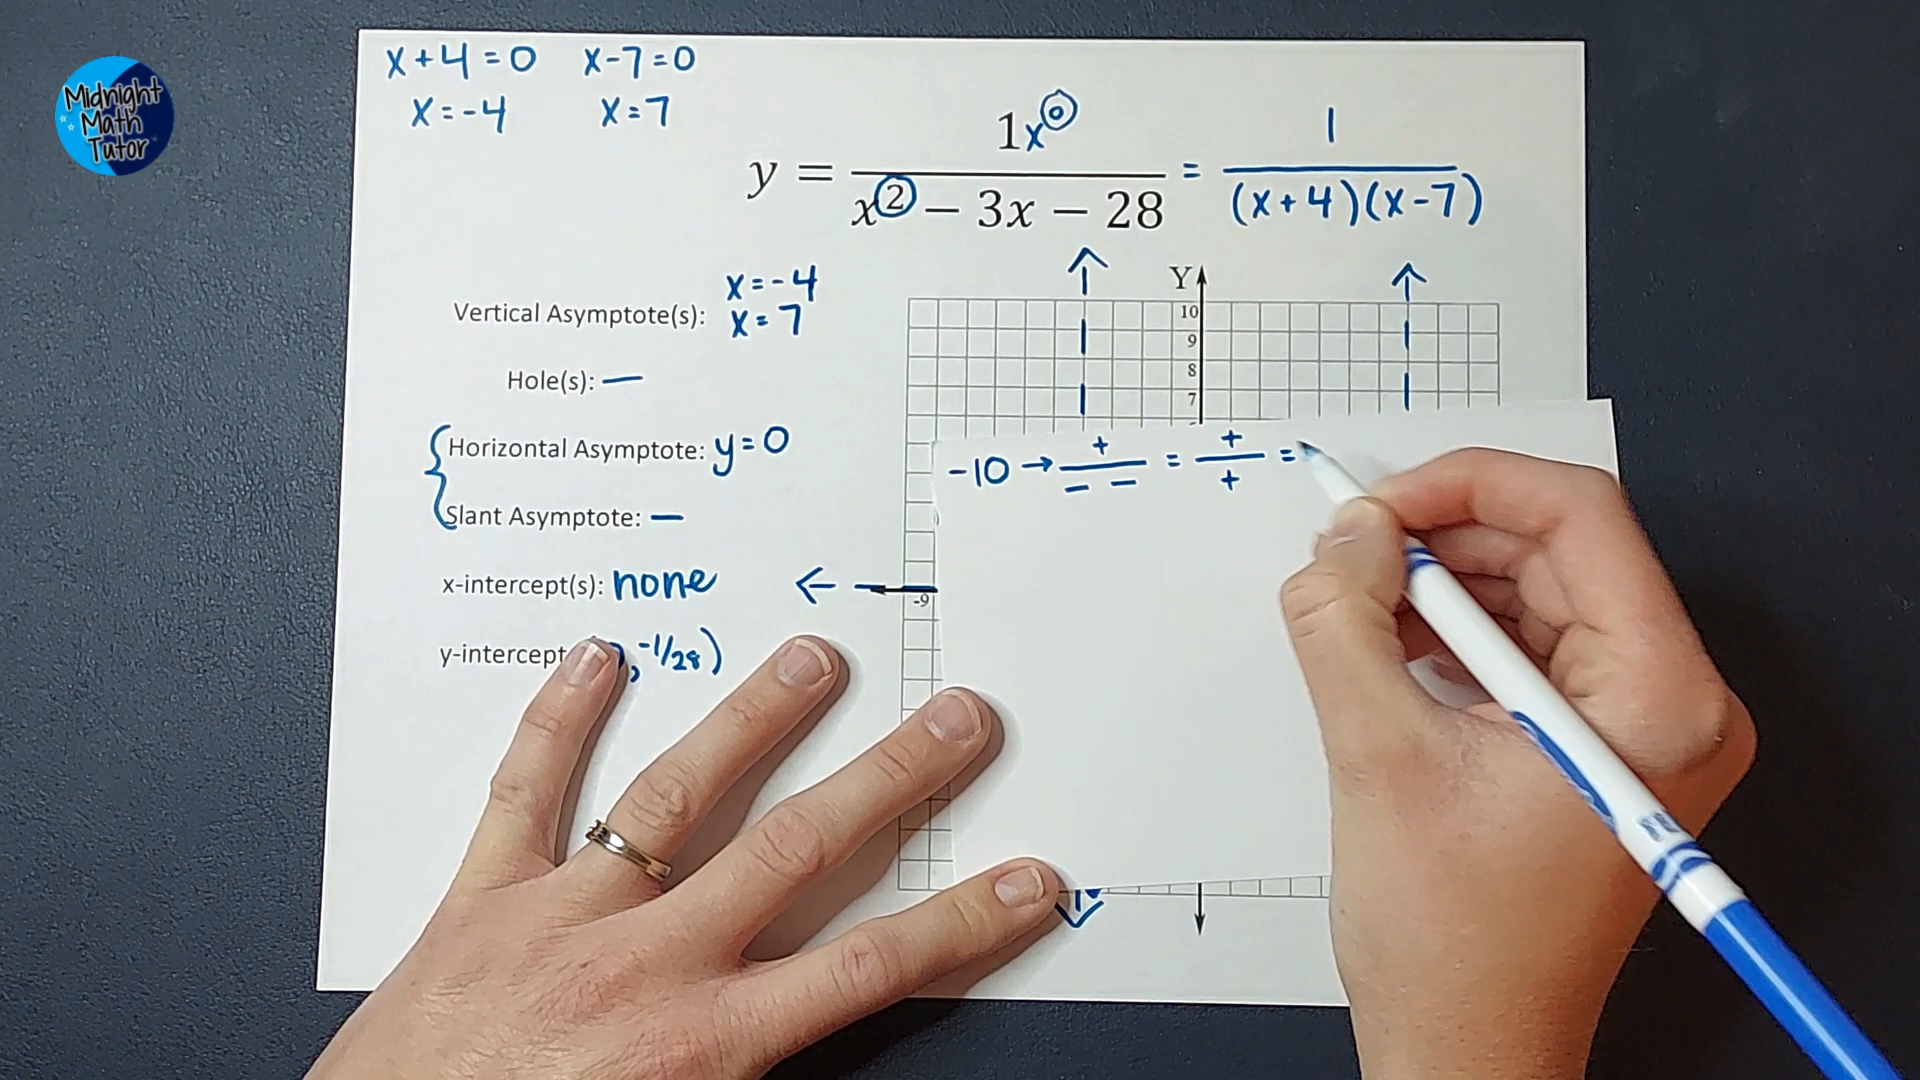 Midnight
Math
Tutor
x+4=0 x-7=0
x=-4 x=7
y = 1x⁰ / x² − 3x − 28 = 1 / (x+4)(x-7)
Vertical Asymptote(s): x=-4
x=7
Hole(s): —
Horizontal Asymptote: y=0
Slant Asymptote: —
x-intercept(s): none
y-intercept , -1/28)
Y
10
9
8
7
-9
-10 → + / − − = + / + =